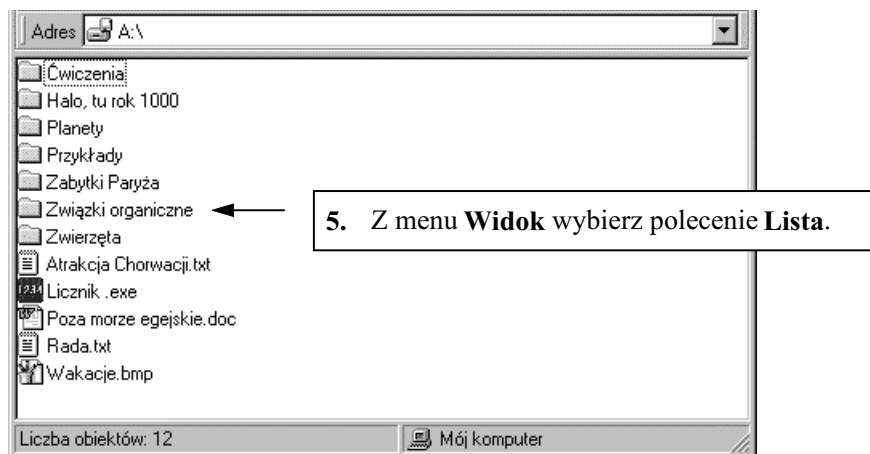 Adres A:\
Ćwiczenia
Halo, tu rok 1000
Planety
Przykłady
Zabytki Paryża
Związki organiczne
5. Z menu Widok wybierz polecenie Lista.
Zwierzęta
Atrakcja Chorwacji.txt
Licznik .exe
Poza morze egejskie.doc
Rada.txt
Wakacje.bmp
Liczba obiektów: 12 Mój komputer